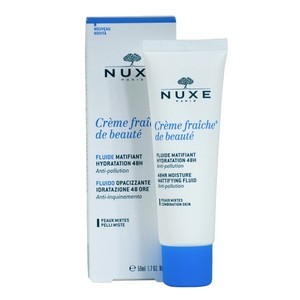 NOUVEAU
NOVITÀ
NUXE
PARIS
Crème fraîche
de beauté
FLUIDE MATIFIANT
HYDRATATION 48H
Anti-pollution
FLUIDO OPACIZZANTE
IDRATAZIONE 48 ORE
Anti-inquinamento
PEAUX MIXTES
PELLI MISTE
50ml
NUXE
PARIS
Crème fraîche
de beauté
FLUIDE MATIFIANT
HYDRATATION 48H
Anti-pollution
48HR MOISTURE
MATTIFYING FLUID
Anti-pollution
PEAUX MIXTES
COMBINATION SKIN